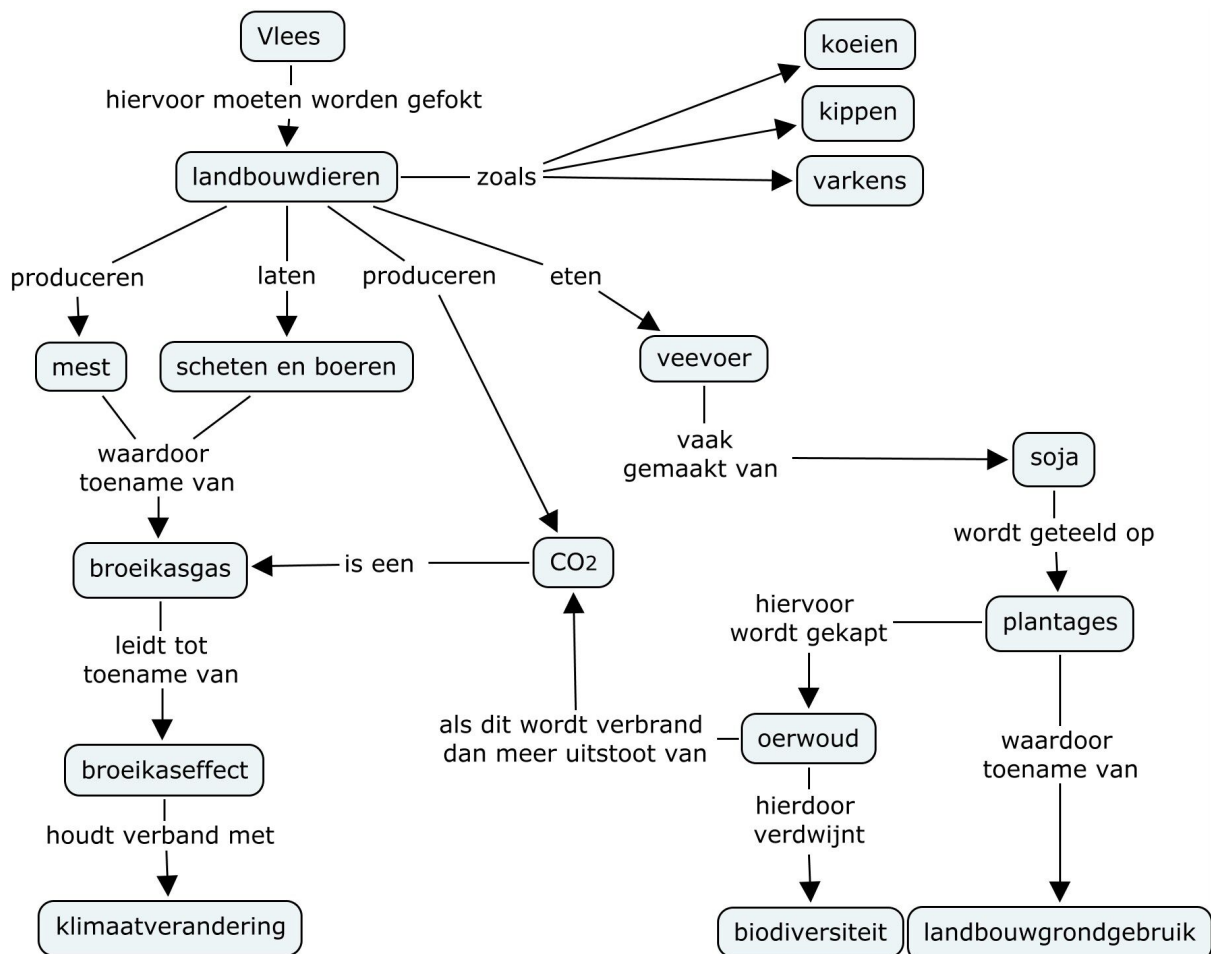 Vlees
hiervoor moeten worden gefokt
landbouwdieren
zoals
koeien
kippen
varkens
produceren
laten
produceren
eten
mest
scheten en boeren
veevoer
waardoor
toename van
vaak
gemaakt van
soja
wordt geteeld op
broeikasgas
is een
CO2
hiervoor
wordt gekapt
plantages
leidt tot
toename van
als dit wordt verbrand
dan meer uitstoot van
oerwoud
waardoor
toename van
broeikaseffect
hierdoor
verdwijnt
houdt verband met
klimaatverandering
biodiversiteit
landbouwgrondgebruik